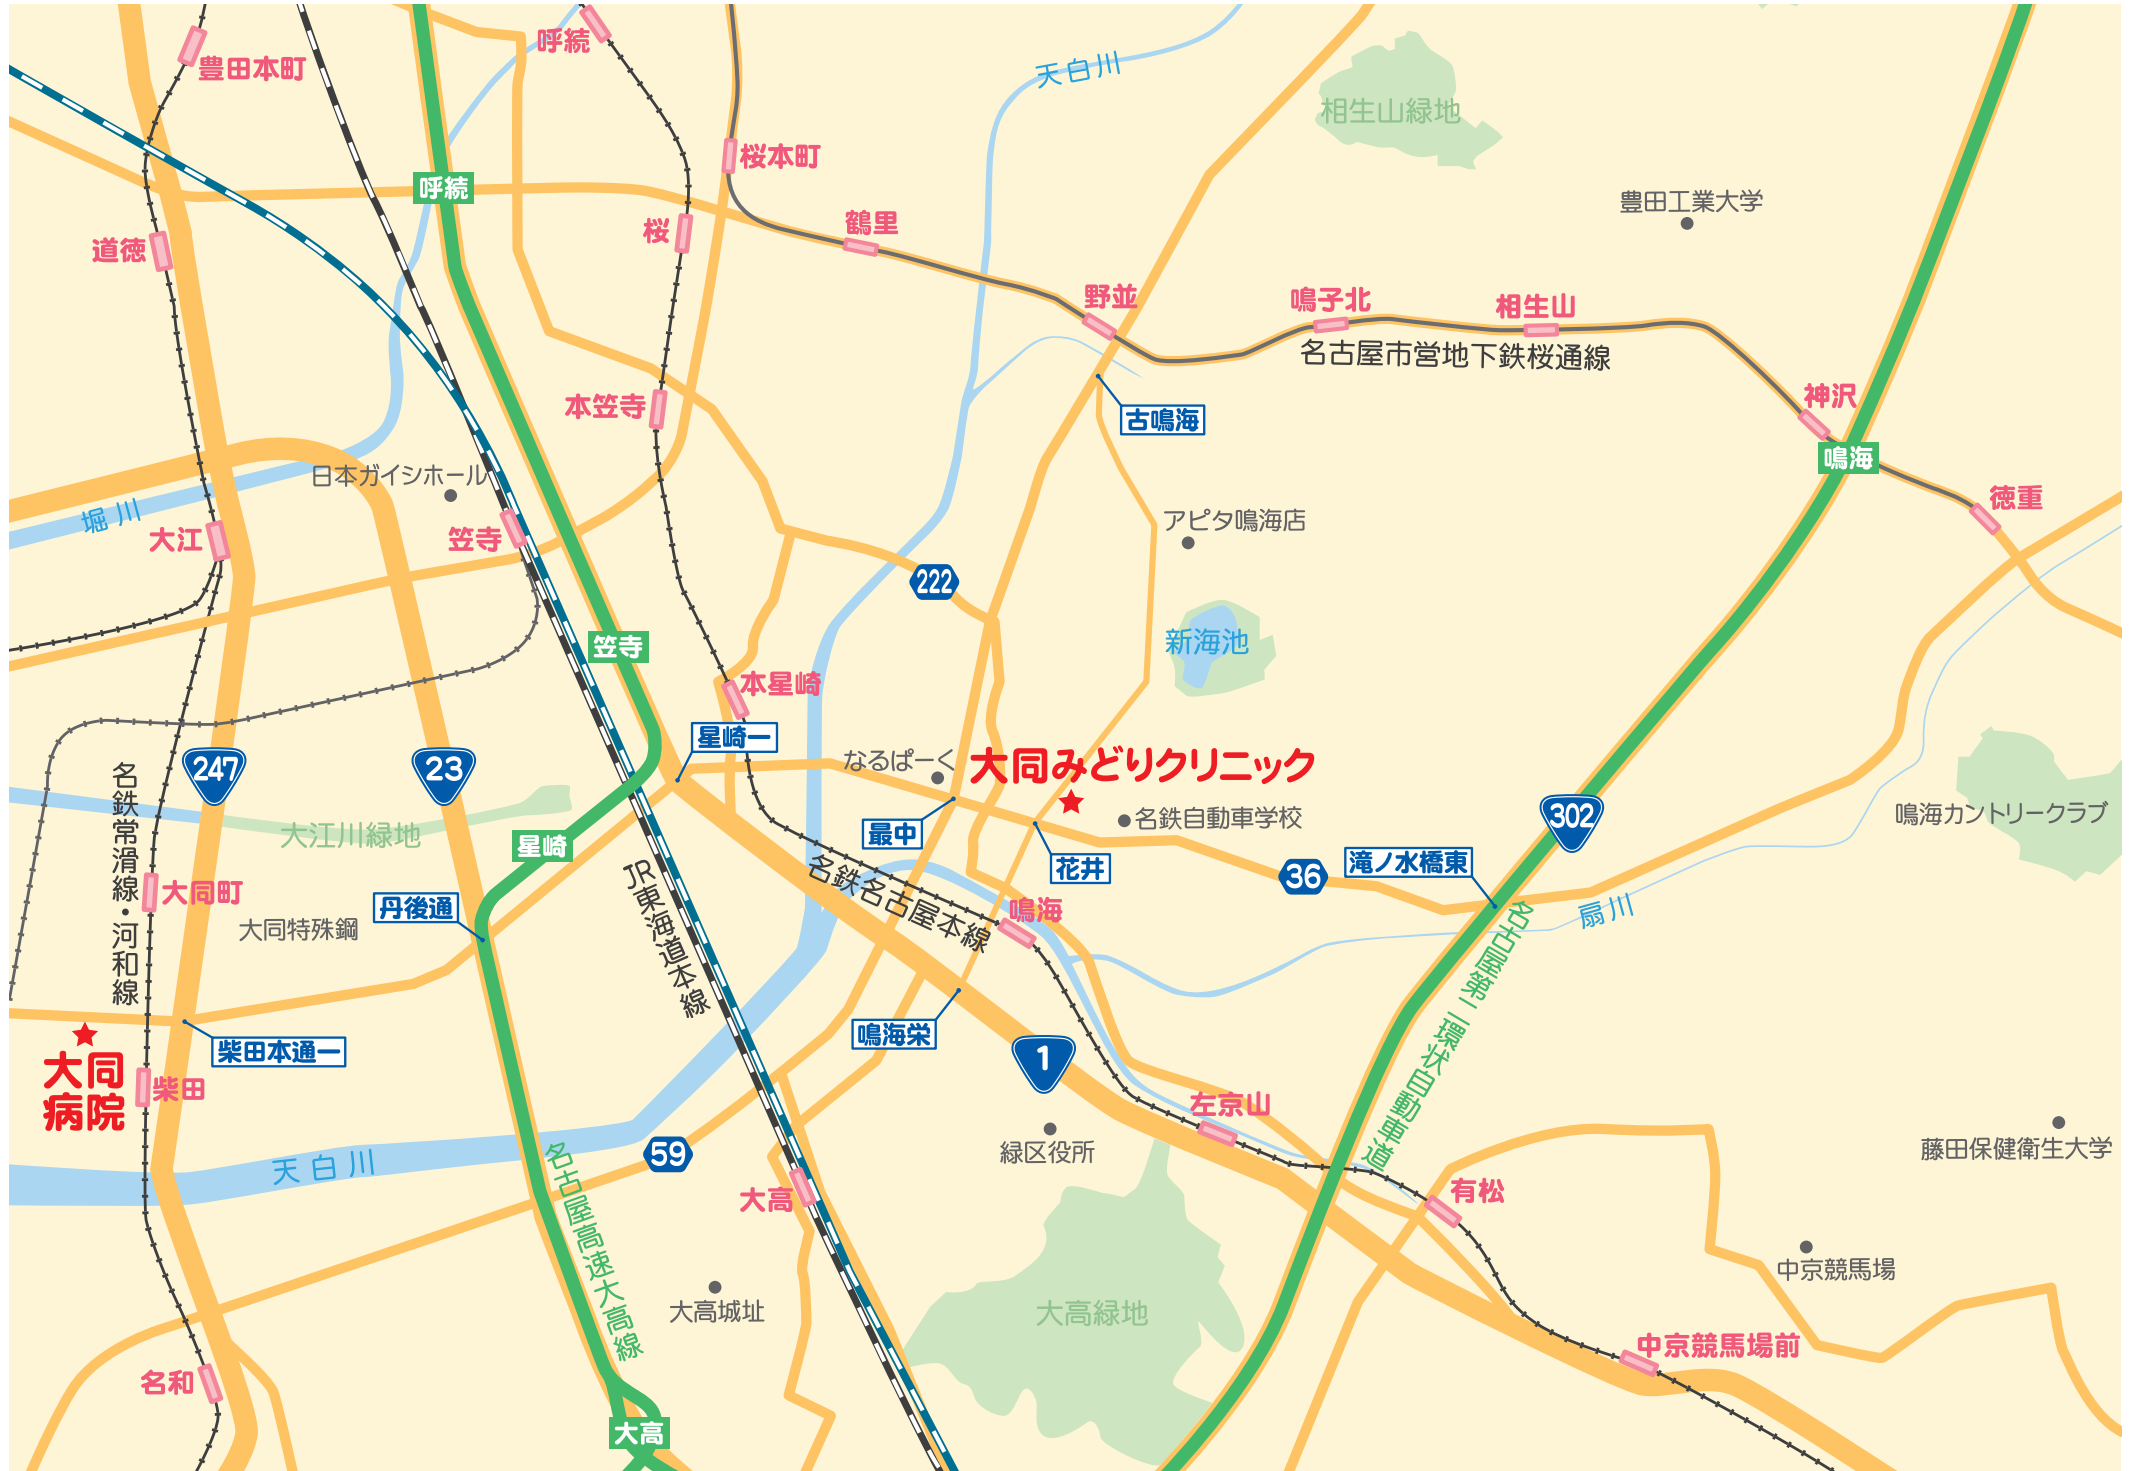 呼続
豊田本町
天白川
相生山緑地
桜本町
呼続
豊田工業大学
鶴里
桜
道徳
野並
鳴子北
相生山
名古屋市営地下鉄桜通線
神沢
本笠寺
古鳴海
鳴海
日本ガイシホール
徳重
堀川
アピタ鳴海店
大江
笠寺
222
新海池
笠寺
本星崎
星崎一
なるぱーく
大同みどりクリニック
247
23
名鉄常滑線・河和線
302
名鉄自動車学校
鳴海カントリークラブ
大江川緑地
最中
星崎
花井
滝ノ水橋東
36
JR東海道本線
名鉄名古屋本線
大同町
丹後通
鳴海
扇川
大同特殊鋼
名古屋第二環状自動車道
鳴海栄
柴田本通一
大同
病院
1
柴田
左京山
緑区役所
藤田保健衛生大学
59
天白川
名古屋高速大高線
大高
有松
中京競馬場
大高城址
大高緑地
中京競馬場前
名和
大高